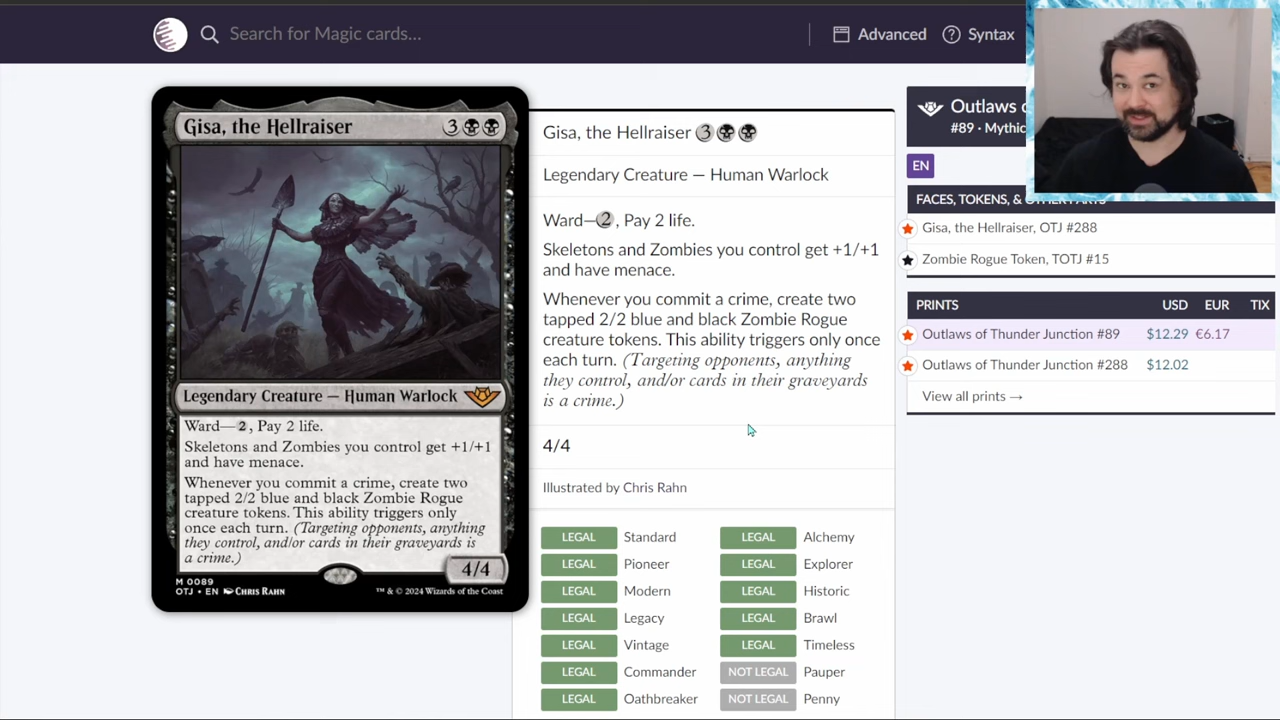 Search for Magic cards...
Advanced
Syntax
Gisa, the Hellraiser 3
Legendary Creature — Human Warlock
Ward—2, Pay 2 life.
Skeletons and Zombies you control get +1/+1
and have menace.
Whenever you commit a crime, create two
tapped 2/2 blue and black Zombie Rogue
creature tokens. This ability triggers only
once each turn. (Targeting opponents, anything
they control, and/or cards in their graveyards is
a crime.)
4/4
M 0089
OTJ • EN Chris Rahn
™ & © 2024 Wizards of the Coast
Gisa, the Hellraiser 3
Legendary Creature — Human Warlock
Ward—2, Pay 2 life.
Skeletons and Zombies you control get +1/+1
and have menace.
Whenever you commit a crime, create two
tapped 2/2 blue and black Zombie Rogue
creature tokens. This ability triggers only once
each turn. (Targeting opponents, anything
they control, and/or cards in their graveyards
is a crime.)
4/4
Illustrated by Chris Rahn
LEGAL Standard LEGAL Alchemy
LEGAL Pioneer LEGAL Explorer
LEGAL Modern LEGAL Historic
LEGAL Legacy LEGAL Brawl
LEGAL Vintage LEGAL Timeless
LEGAL Commander NOT LEGAL Pauper
LEGAL Oathbreaker NOT LEGAL Penny
Outlaws
#89 · Mythic
EN
FACES, TOKENS, & OTHER PARTS
Gisa, the Hellraiser, OTJ #288
Zombie Rogue Token, TOTJ #15
PRINTS USD EUR TIX
Outlaws of Thunder Junction #89 $12.29 €6.17
Outlaws of Thunder Junction #288 $12.02
View all prints →